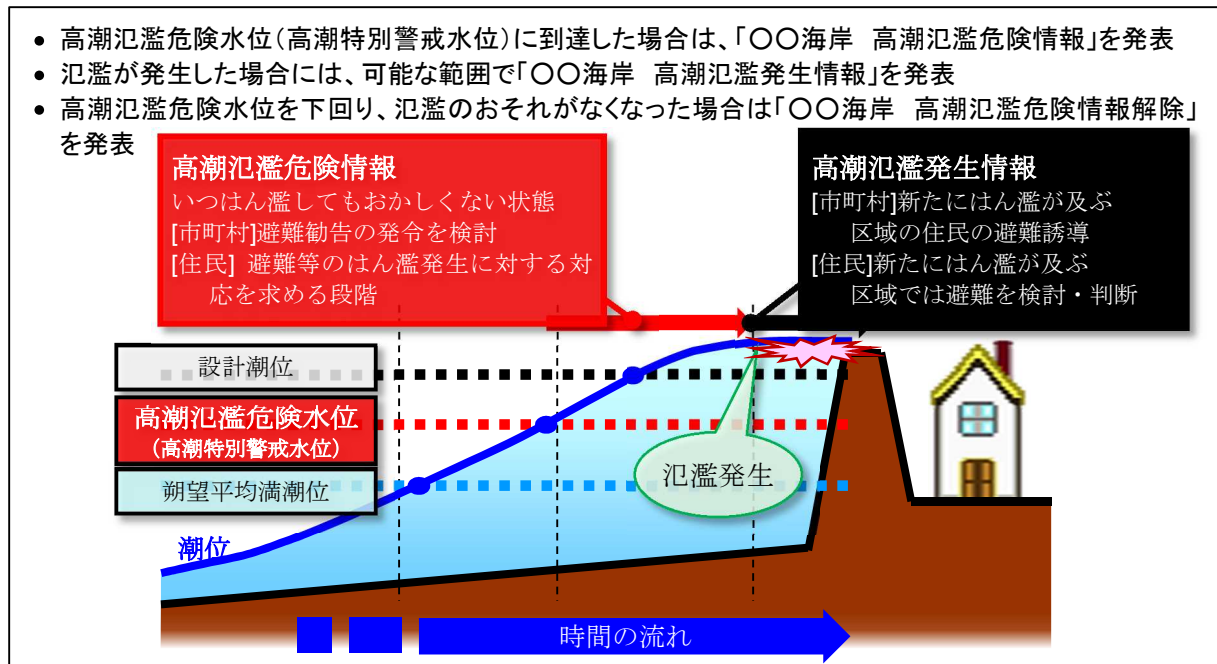 • 高潮氾濫危険水位(高潮特別警戒水位)に到達した場合は、「〇〇海岸　高潮氾濫危険情報」を発表
• 氾濫が発生した場合には、可能な範囲で「〇〇海岸　高潮氾濫発生情報」を発表
• 高潮氾濫危険水位を下回り、氾濫のおそれがなくなった場合は「〇〇海岸　高潮氾濫危険情報解除」
を発表
高潮氾濫危険情報
いつはん濫してもおかしくない状態
[市町村]避難勧告の発令を検討
[住民] 避難等のはん濫発生に対する対
応を求める段階
高潮氾濫発生情報
[市町村]新たにはん濫が及ぶ
区域の住民の避難誘導
[住民]新たにはん濫が及ぶ
区域では避難を検討・判断
設計潮位
高潮氾濫危険水位
(高潮特別警戒水位)
朔望平均満潮位
氾濫発生
潮位
時間の流れ